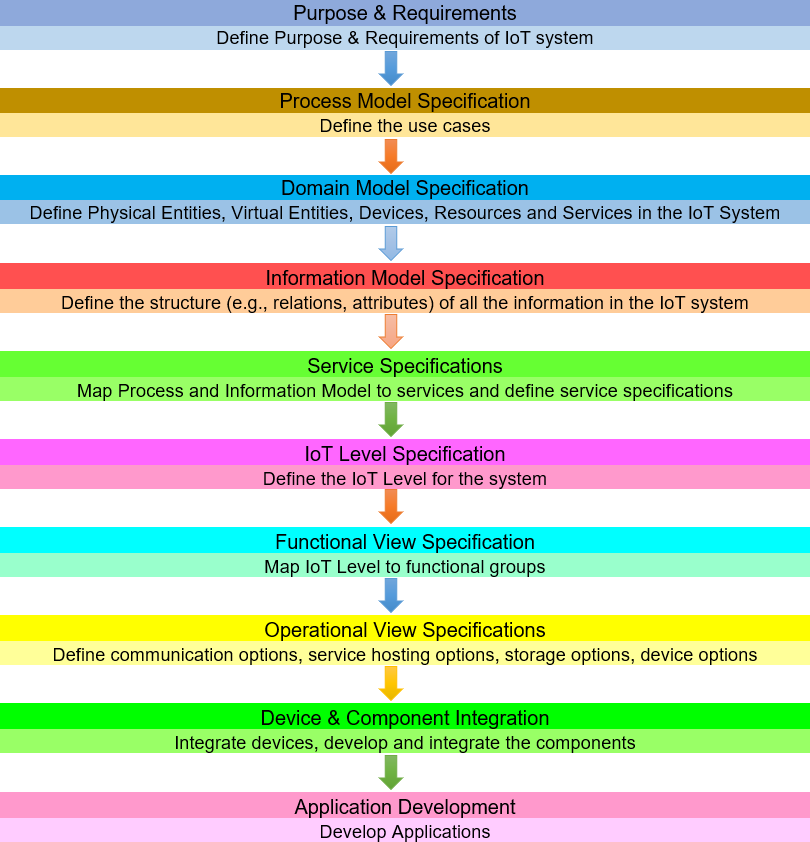 Purpose & Requirements
Define Purpose & Requirements of IoT system
Process Model Specification
Define the use cases
Domain Model Specification
Define Physical Entities, Virtual Entities, Devices, Resources and Services in the IoT System
Information Model Specification
Define the structure (e.g., relations, attributes) of all the information in the IoT system
Service Specifications
Map Process and Information Model to services and define service specifications
IoT Level Specification
Define the IoT Level for the system
Functional View Specification
Map IoT Level to functional groups
Operational View Specifications
Define communication options, service hosting options, storage options, device options
Device & Component Integration
Integrate devices, develop and integrate the components
Application Development
Develop Applications